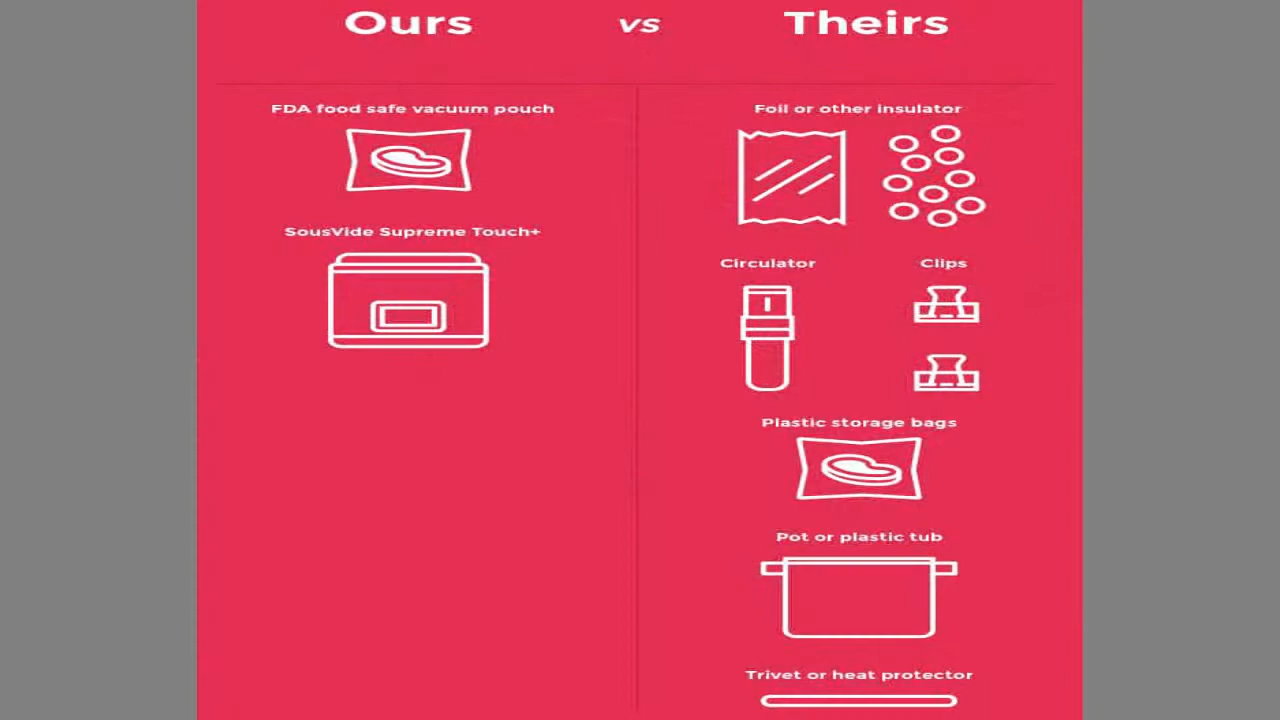 Ours vs Theirs
FDA food safe vacuum pouch
SousVide Supreme Touch+
Foil or other insulator
Circulator
Clips
Plastic storage bags
Pot or plastic tub
Trivet or heat protector